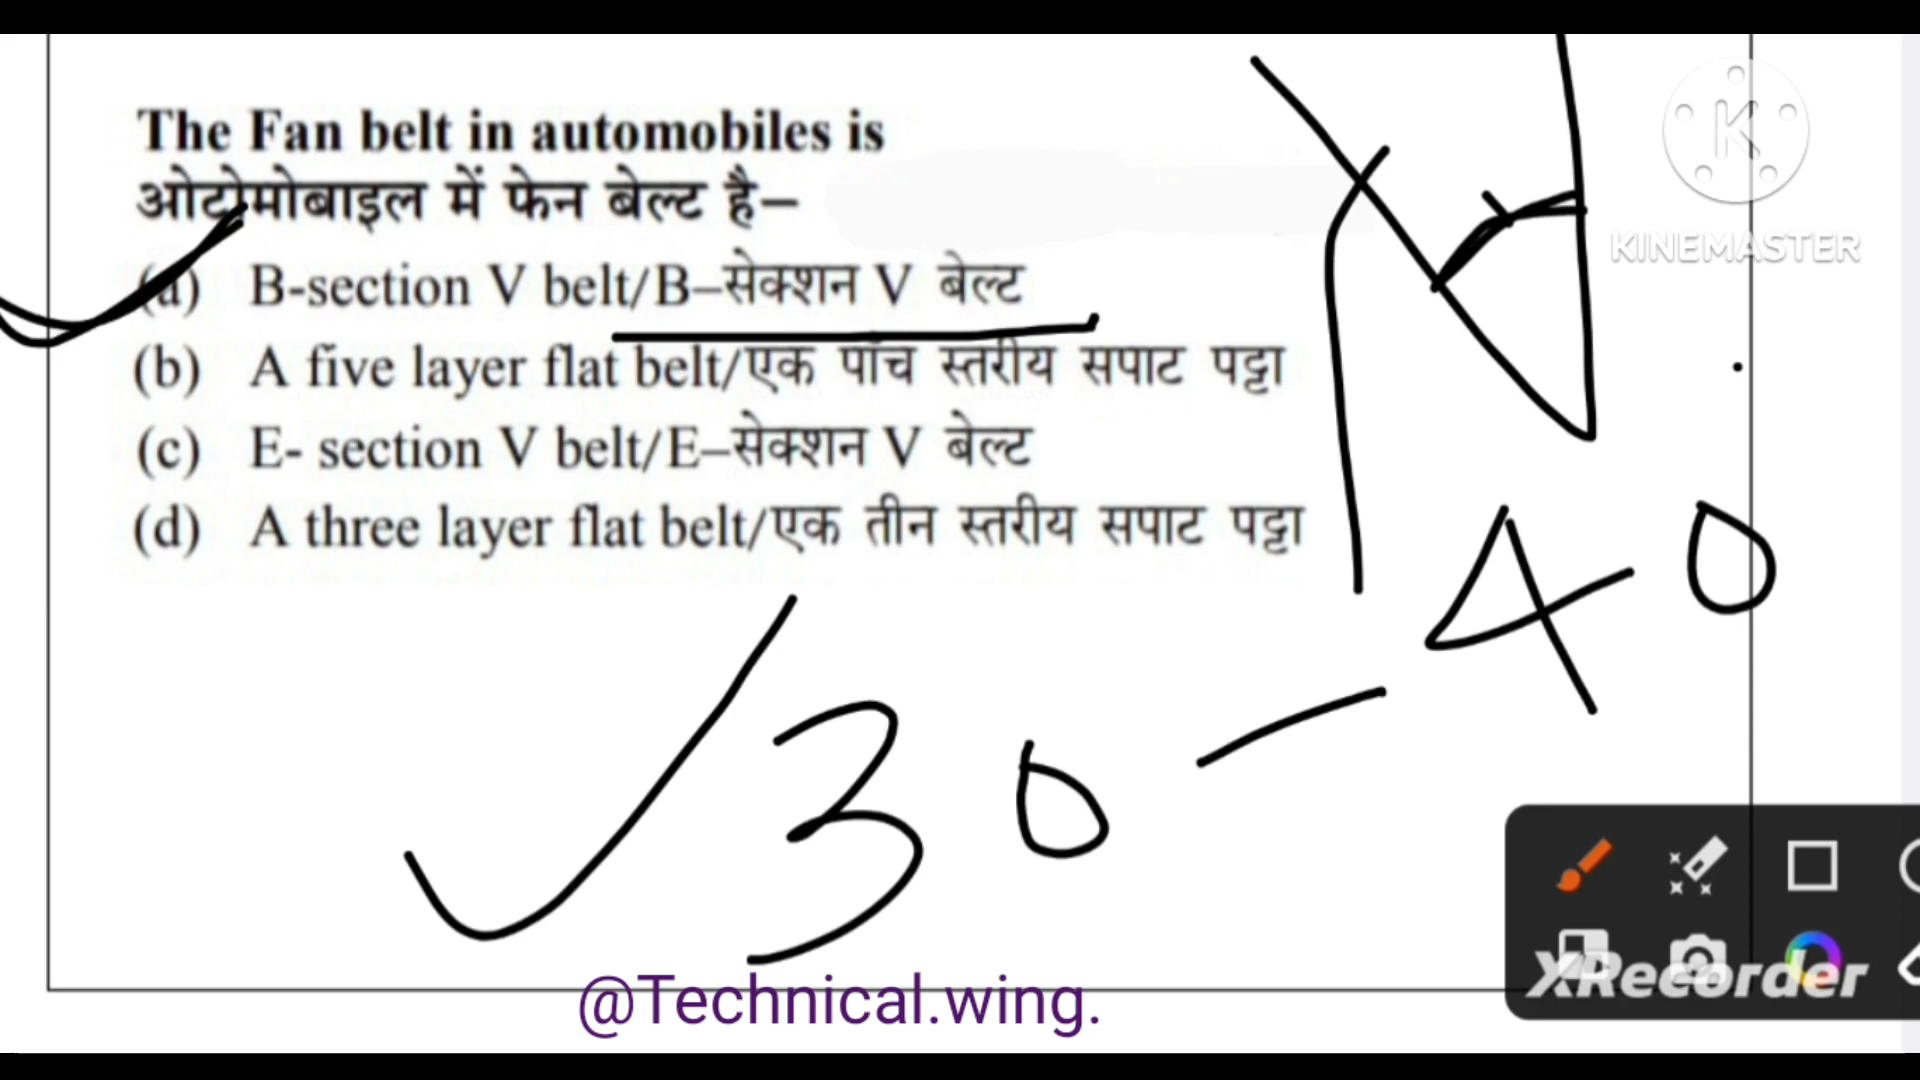 The Fan belt in automobiles is
ओटोमोबाइल में फेन बेल्ट है–
(a) B-section V belt/B–सेक्शन V बेल्ट
(b) A five layer flat belt/एक पाँच स्तरीय सपाट पट्टा
(c) E- section V belt/E–सेक्शन V बेल्ट
(d) A three layer flat belt/एक तीन स्तरीय सपाट पट्टा
30 – 40
KINEMASTER
@Technical.wing.
XRecorder